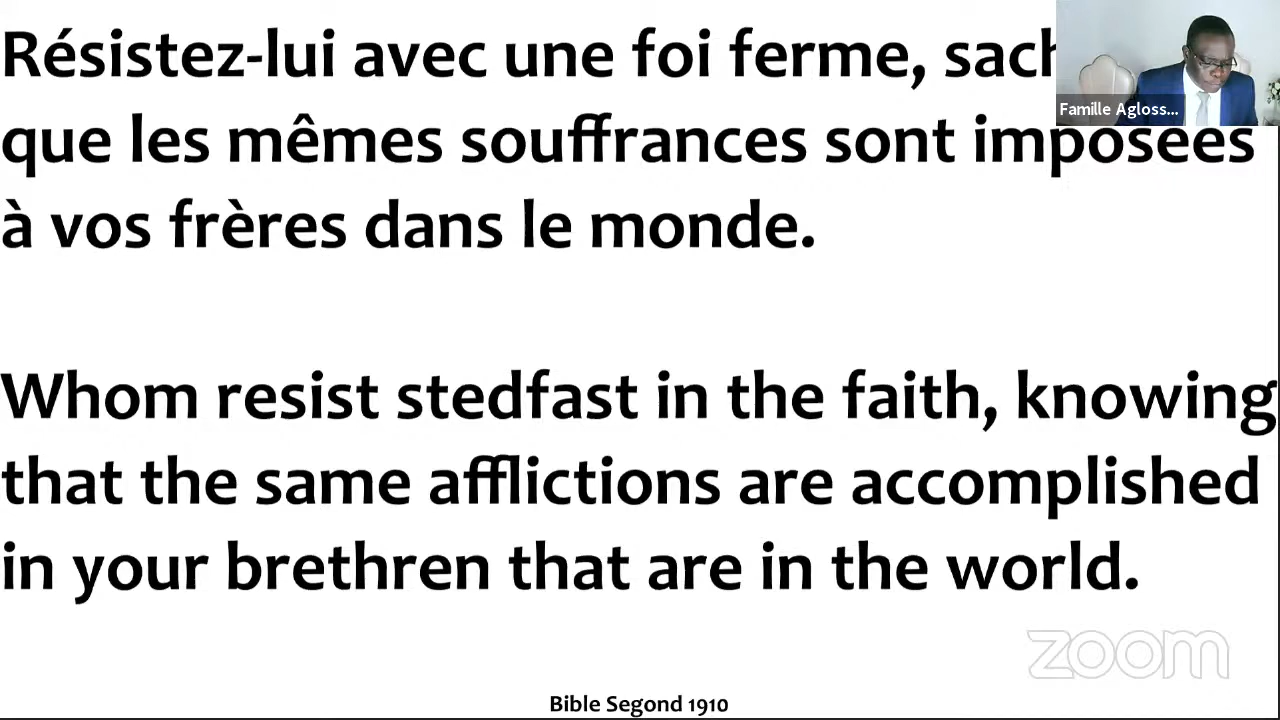 Résistez-lui avec une foi ferme, sach
que les mêmes souffrances sont imposées
à vos frères dans le monde.
Whom resist stedfast in the faith, knowing
that the same afflictions are accomplished
in your brethren that are in the world.
Famille Agloss...
zoom
Bible Segond 1910